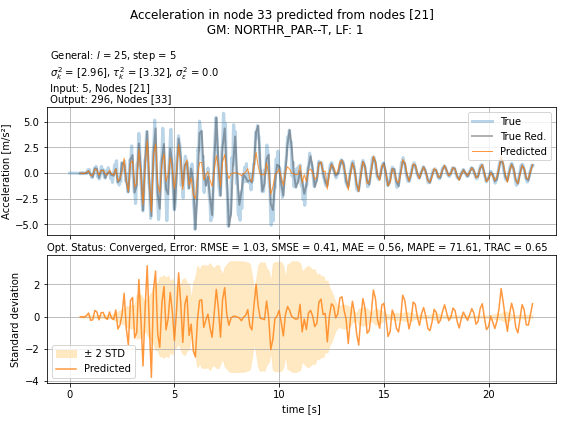 Acceleration in node 33 predicted from nodes [21]
GM: NORTHR_PAR--T, LF: 1
General: l = 25, step = 5
σ²ₖ = [2.96], τ²ₖ = [3.32], σ²ε = 0.0
Input: 5, Nodes [21]
Output: 296, Nodes [33]
Acceleration [m/s²]
5.0
2.5
0.0
−2.5
−5.0
True
True Red.
Predicted
Opt. Status: Converged, Error: RMSE = 1.03, SMSE = 0.41, MAE = 0.56, MAPE = 71.61, TRAC = 0.65
Standard deviation
2
0
−2
−4
± 2 STD
Predicted
0
5
10
15
20
time [s]